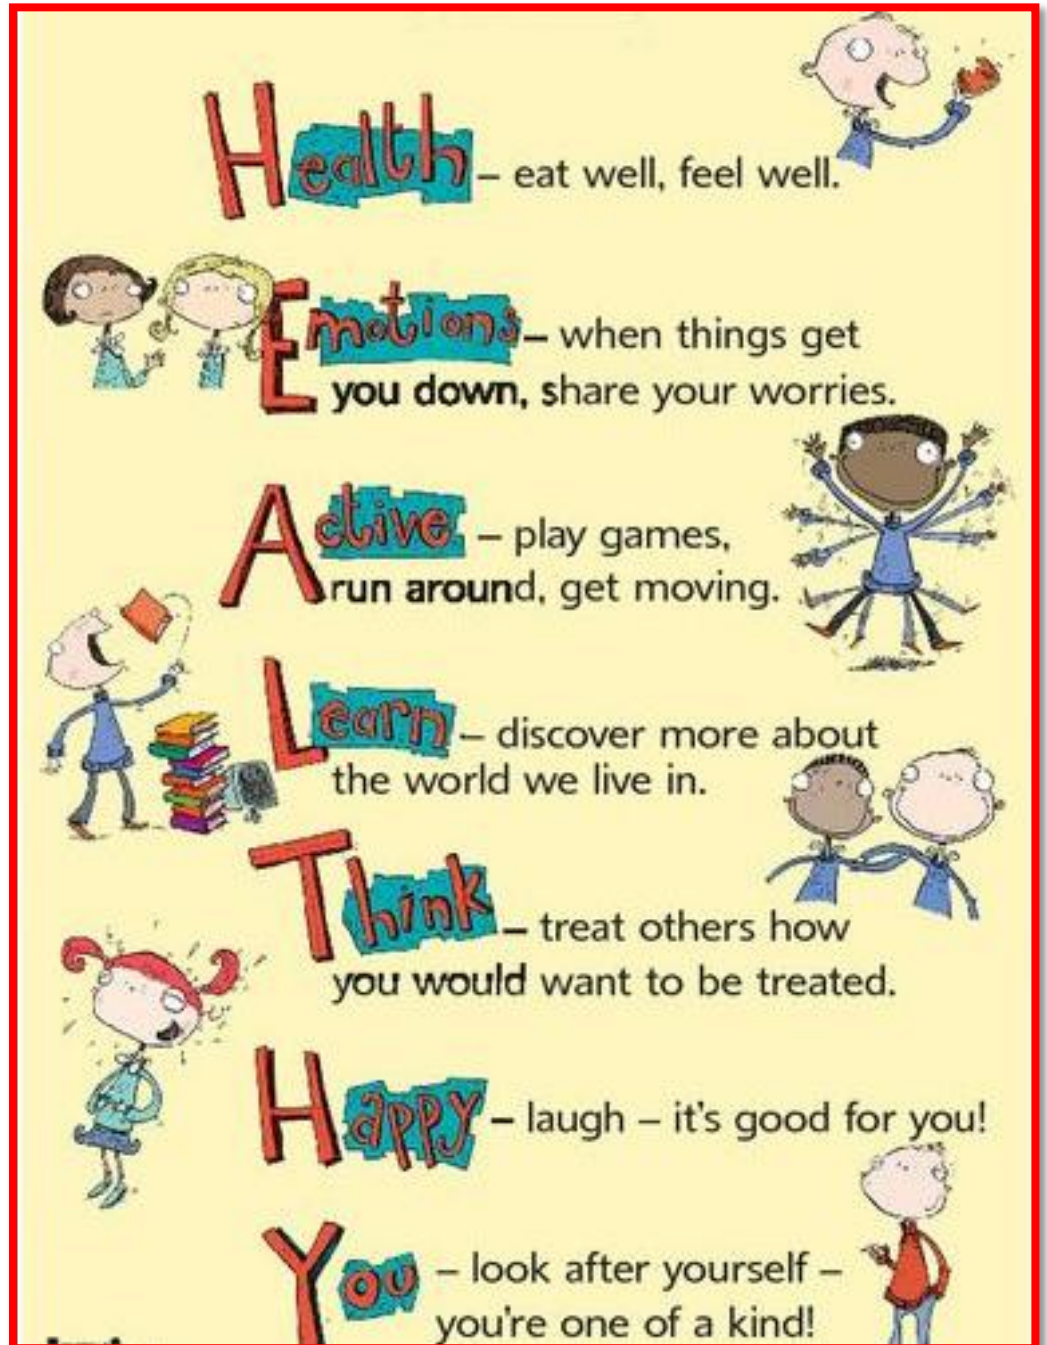 Health – eat well, feel well.
Emotions – when things get
you down, share your worries.
Active – play games,
run around, get moving.
Learn – discover more about
the world we live in.
Think – treat others how
you would want to be treated.
Happy – laugh – it's good for you!
You – look after yourself –
you're one of a kind!